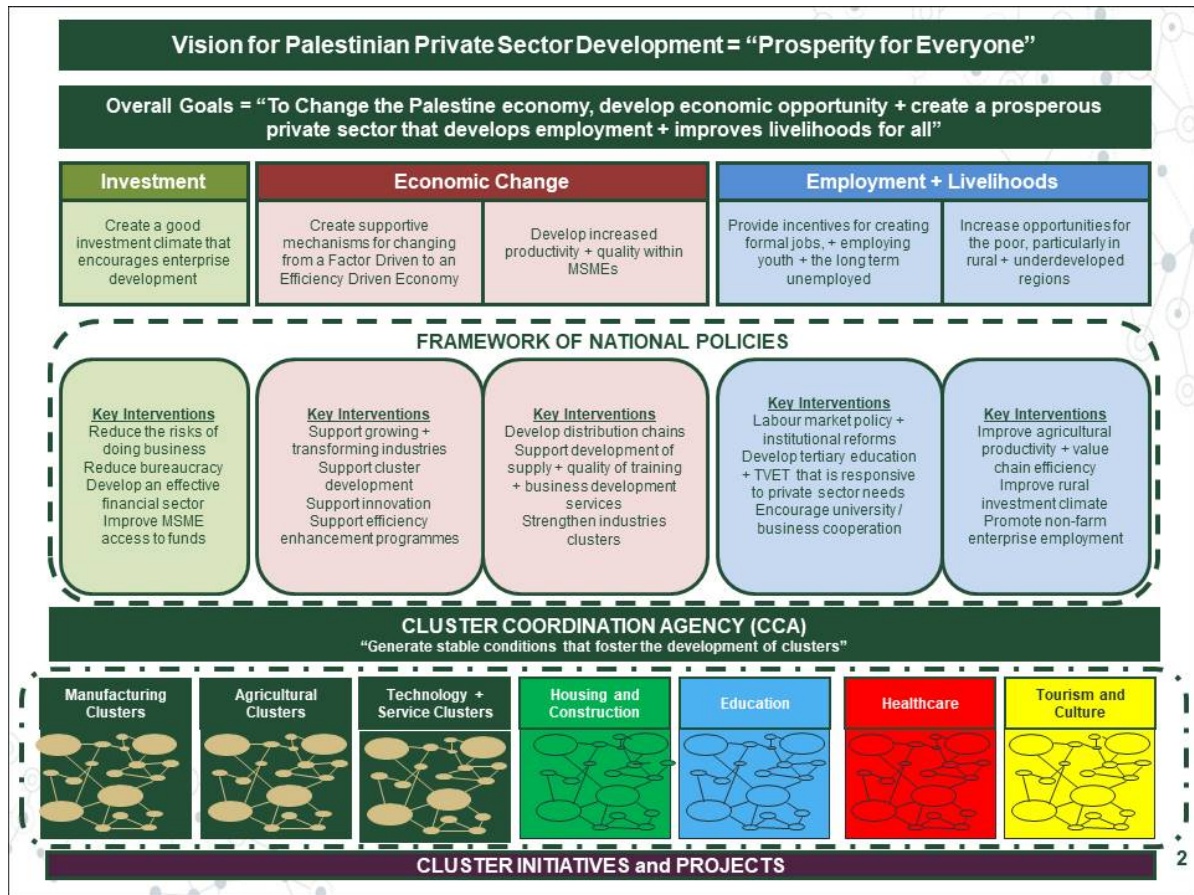 Vision for Palestinian Private Sector Development = “Prosperity for Everyone”
Overall Goals = “To Change the Palestine economy, develop economic opportunity + create a prosperous
private sector that develops employment + improves livelihoods for all”
Investment
Economic Change
Employment + Livelihoods
Create a good
investment climate that
encourages enterprise
development
Create supportive
mechanisms for changing
from a Factor Driven to an
Efficiency Driven Economy
Develop increased
productivity + quality within
MSMEs
Provide incentives for creating
formal jobs, + employing
youth + the long term
unemployed
Increase opportunities for
the poor, particularly in
rural + underdeveloped
regions
FRAMEWORK OF NATIONAL POLICIES
Key Interventions
Reduce the risks of
doing business
Reduce bureaucracy
Develop an effective
financial sector
Improve MSME
access to funds
Key Interventions
Support growing +
transforming industries
Support cluster
development
Support innovation
Support efficiency
enhancement programmes
Key Interventions
Develop distribution chains
Support development of
supply + quality of training
+ business development
services
Strengthen industries
clusters
Key Interventions
Labour market policy +
institutional reforms
Develop tertiary education
+ TVET that is responsive
to private sector needs
Encourage university/
business cooperation
Key Interventions
Improve agricultural
productivity + value
chain efficiency
Improve rural
investment climate
Promote non-farm
enterprise employment
CLUSTER COORDINATION AGENCY (CCA)
“Generate stable conditions that foster the development of clusters”
Manufacturing
Clusters
Agricultural
Clusters
Technology +
Service Clusters
Housing and
Construction
Education
Healthcare
Tourism and
Culture
CLUSTER INITIATIVES and PROJECTS
2